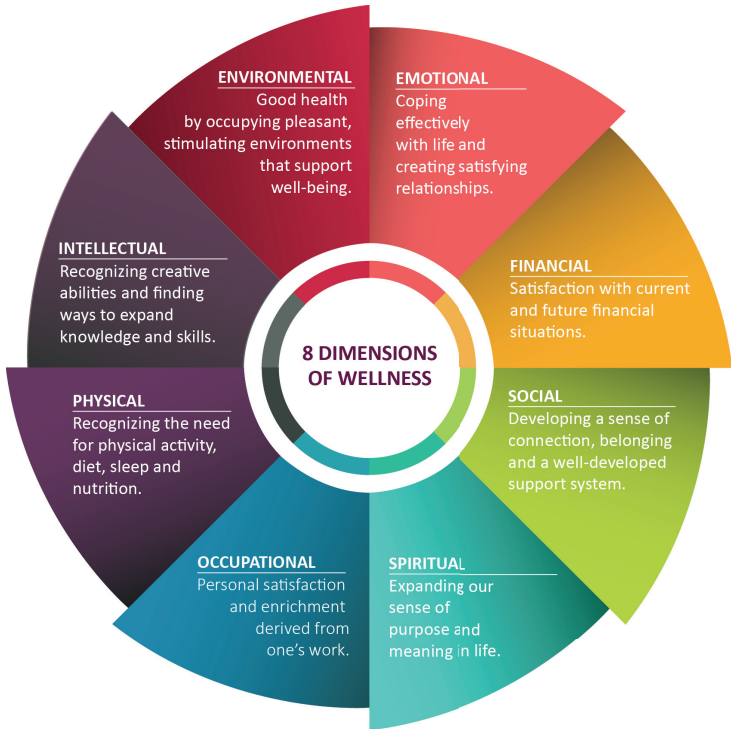 ENVIRONMENTAL
Good health
by occupying pleasant,
stimulating environments
that support
well-being.
EMOTIONAL
Coping
effectively
with life and
creating satisfying
relationships.
FINANCIAL
Satisfaction with current
and future financial
situations.
SOCIAL
Developing a sense of
connection, belonging
and a well-developed
support system.
SPIRITUAL
Expanding our
sense of
purpose and
meaning in life.
OCCUPATIONAL
Personal satisfaction
and enrichment
derived from
one’s work.
PHYSICAL
Recognizing the need
for physical activity,
diet, sleep and
nutrition.
INTELLECTUAL
Recognizing creative
abilities and finding
ways to expand
knowledge and skills.
8 DIMENSIONS
OF WELLNESS